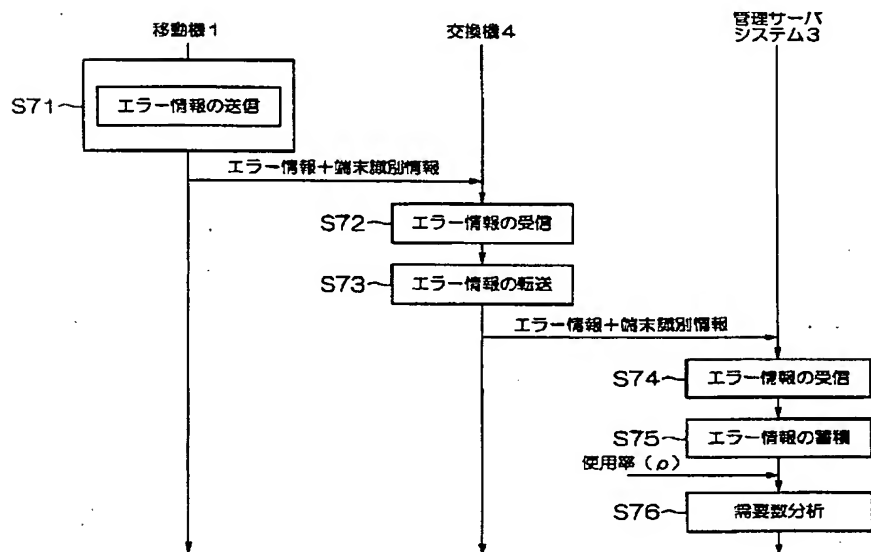 移動機1
交換機4
管理サーバ
システム3
S71
エラー情報の送信
エラー情報+端末識別情報
S72
エラー情報の受信
S73
エラー情報の転送
エラー情報+端末識別情報
S74
エラー情報の受信
S75
エラー情報の蓄積
使用率(ρ)
S76
需要数分析